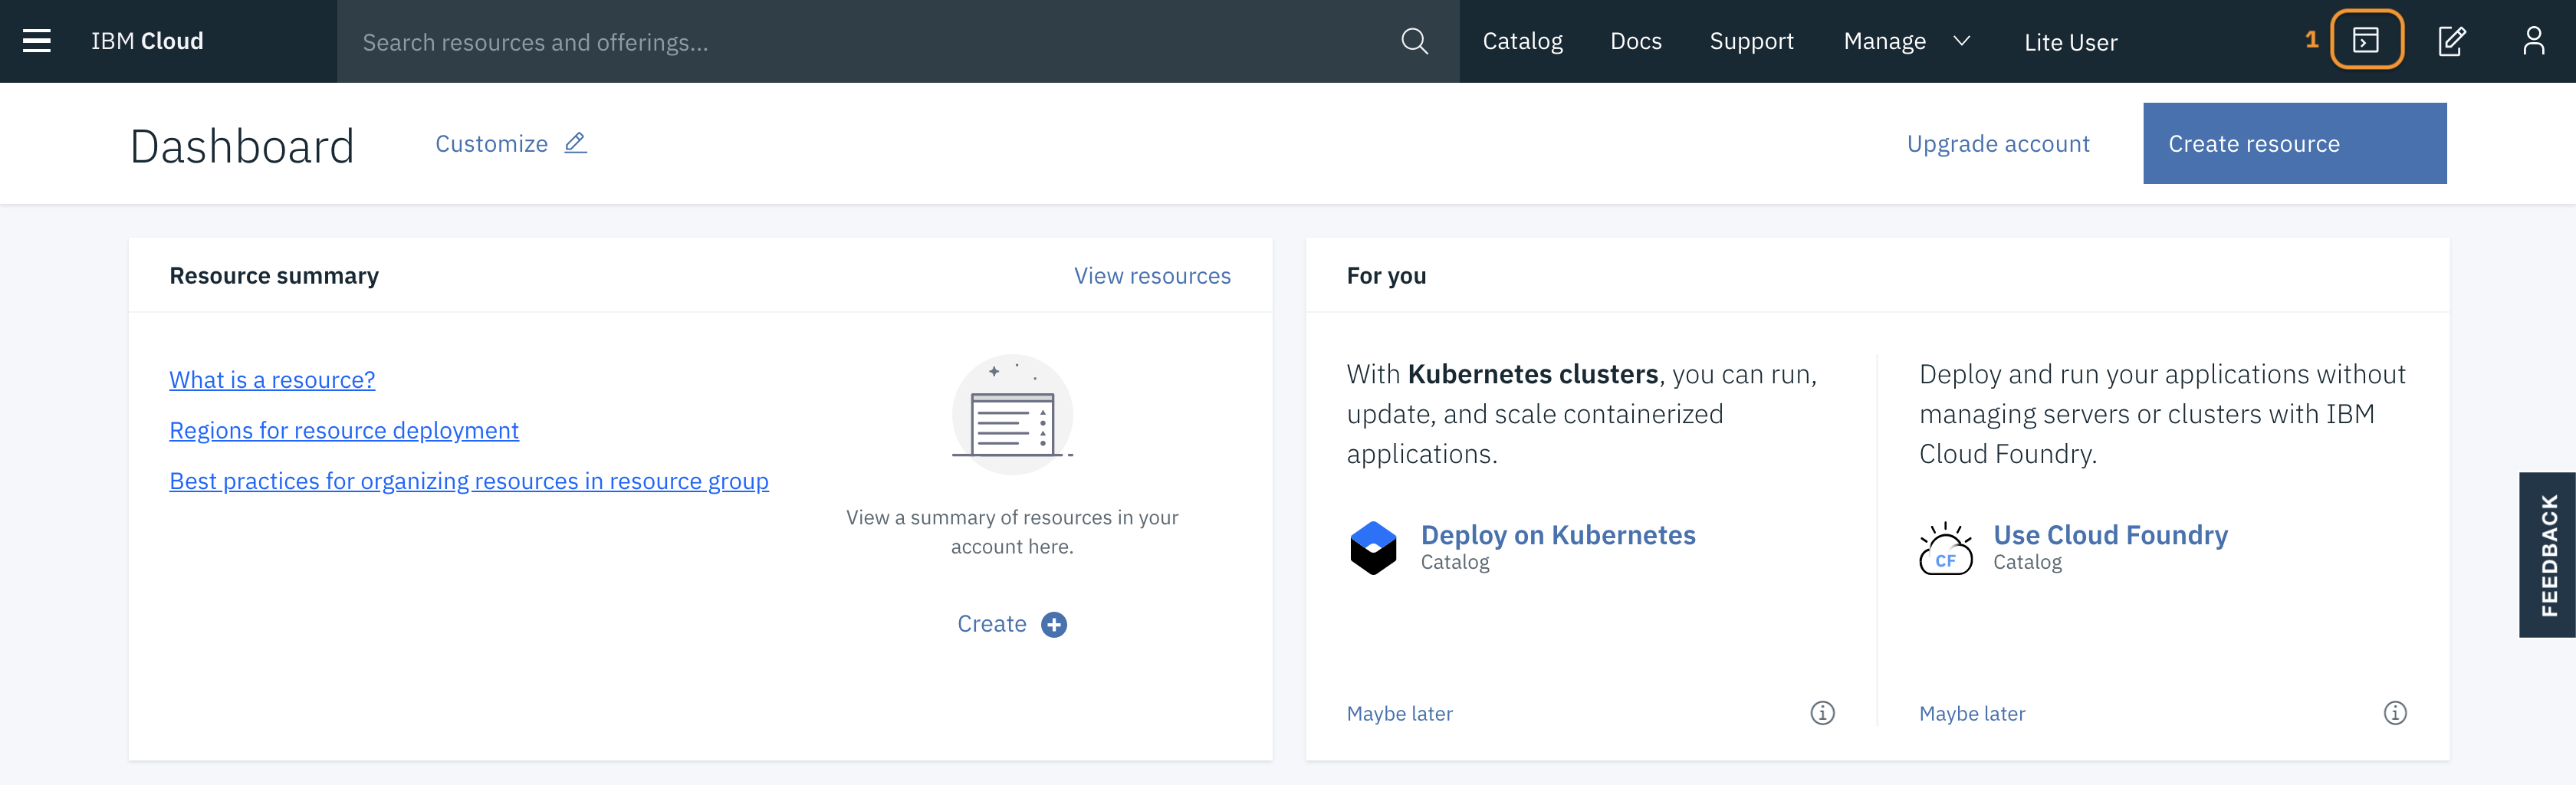 IBM Cloud
Search resources and offerings...
Catalog
Docs
Support
Manage
Lite User
1
Dashboard
Customize
Upgrade account
Create resource
Resource summary
View resources
What is a resource?
Regions for resource deployment
Best practices for organizing resources in resource group
View a summary of resources in your
account here.
Create
For you
With Kubernetes clusters, you can run,
update, and scale containerized
applications.
Deploy on Kubernetes
Catalog
Maybe later
Deploy and run your applications without
managing servers or clusters with IBM
Cloud Foundry.
CF
Use Cloud Foundry
Catalog
Maybe later
FEEDBACK